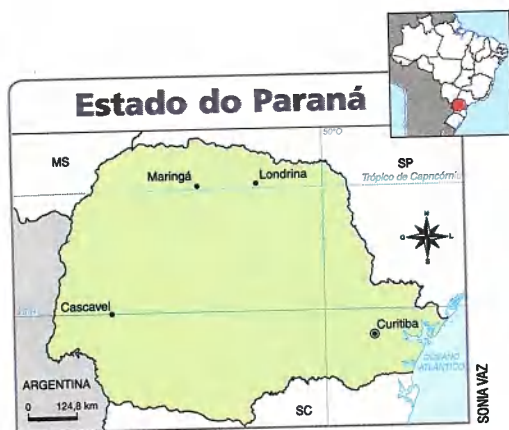 Estado do Paraná
50°O
MS
SP
Maringá
Londrina
Trópico de Capricórnio
N
O
L
S
Cascavel
Curitiba
OCEANO
ATLÂNTICO
ARGENTINA
0 124,8 km
SC
SONIA VAZ